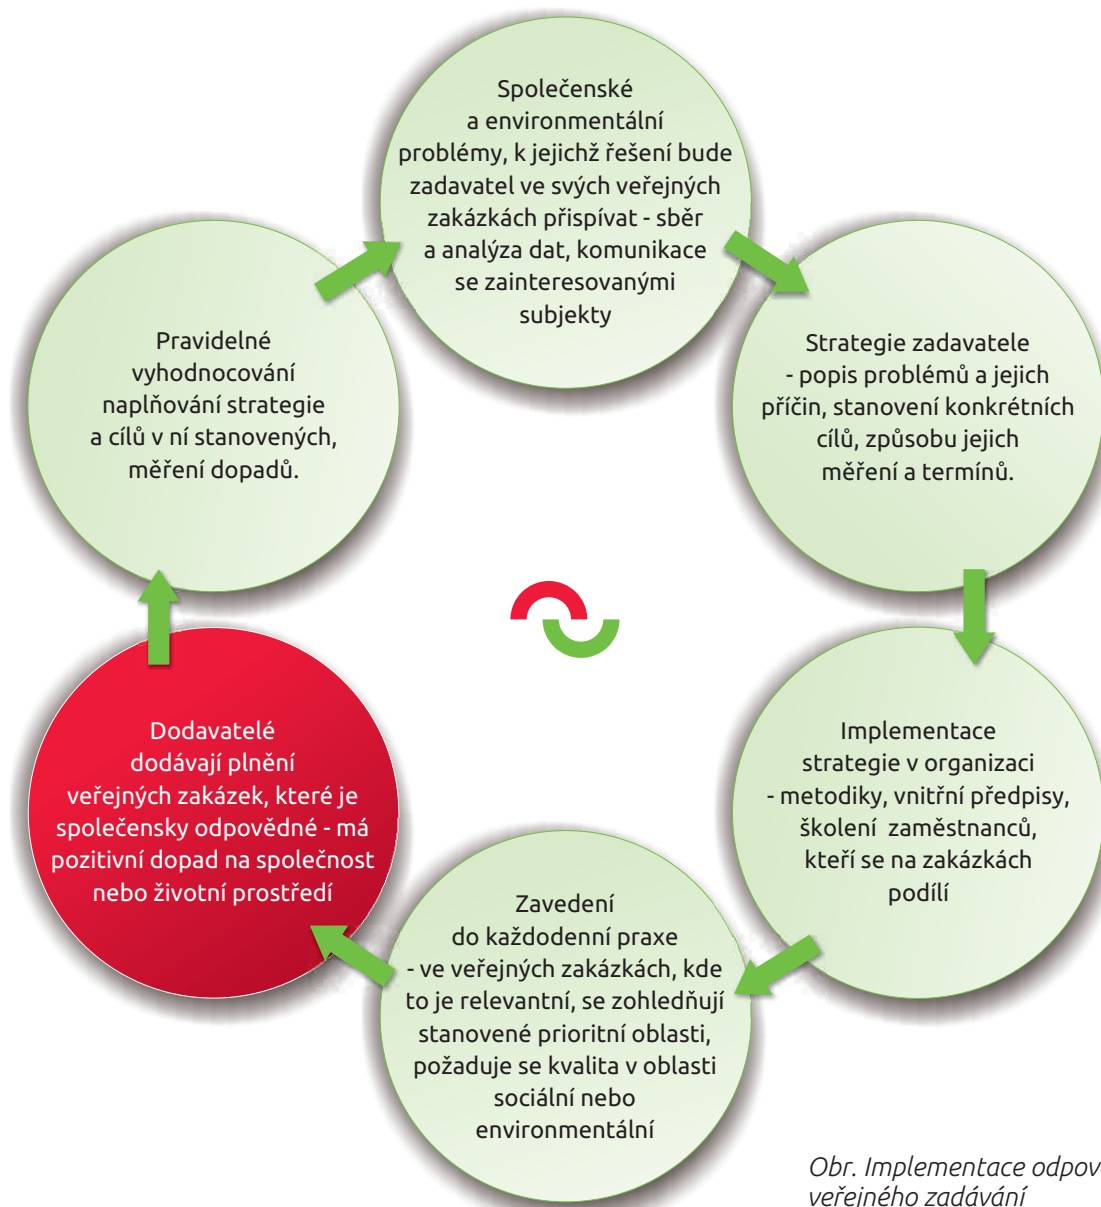 Společenské
a environmentální
problémy, k jejichž řešení bude
zadavatel ve svých veřejných
zakázkách přispívat - sběr
a analýza dat, komunikace
se zainteresovanými
subjekty
Strategie zadavatele
- popis problémů a jejich
příčin, stanovení konkrétních
cílů, způsobu jejich
měření a termínů.
Implementace
strategie v organizaci
- metodiky, vnitřní předpisy,
školení zaměstnanců,
kteří se na zakázkách
podílí
Zavedení
do každodenní praxe
- ve veřejných zakázkách, kde
to je relevantní, se zohledňují
stanovené prioritní oblasti,
požaduje se kvalita v oblasti
sociální nebo
environmentální
Dodavatelé
dodávají plnění
veřejných zakázek, které je
společensky odpovědné - má
pozitivní dopad na společnost
nebo životní prostředí
Pravidelné
vyhodnocování
naplňování strategie
a cílů v ní stanovených,
měření dopadů.
Obr. Implementace
veřejného zadávání